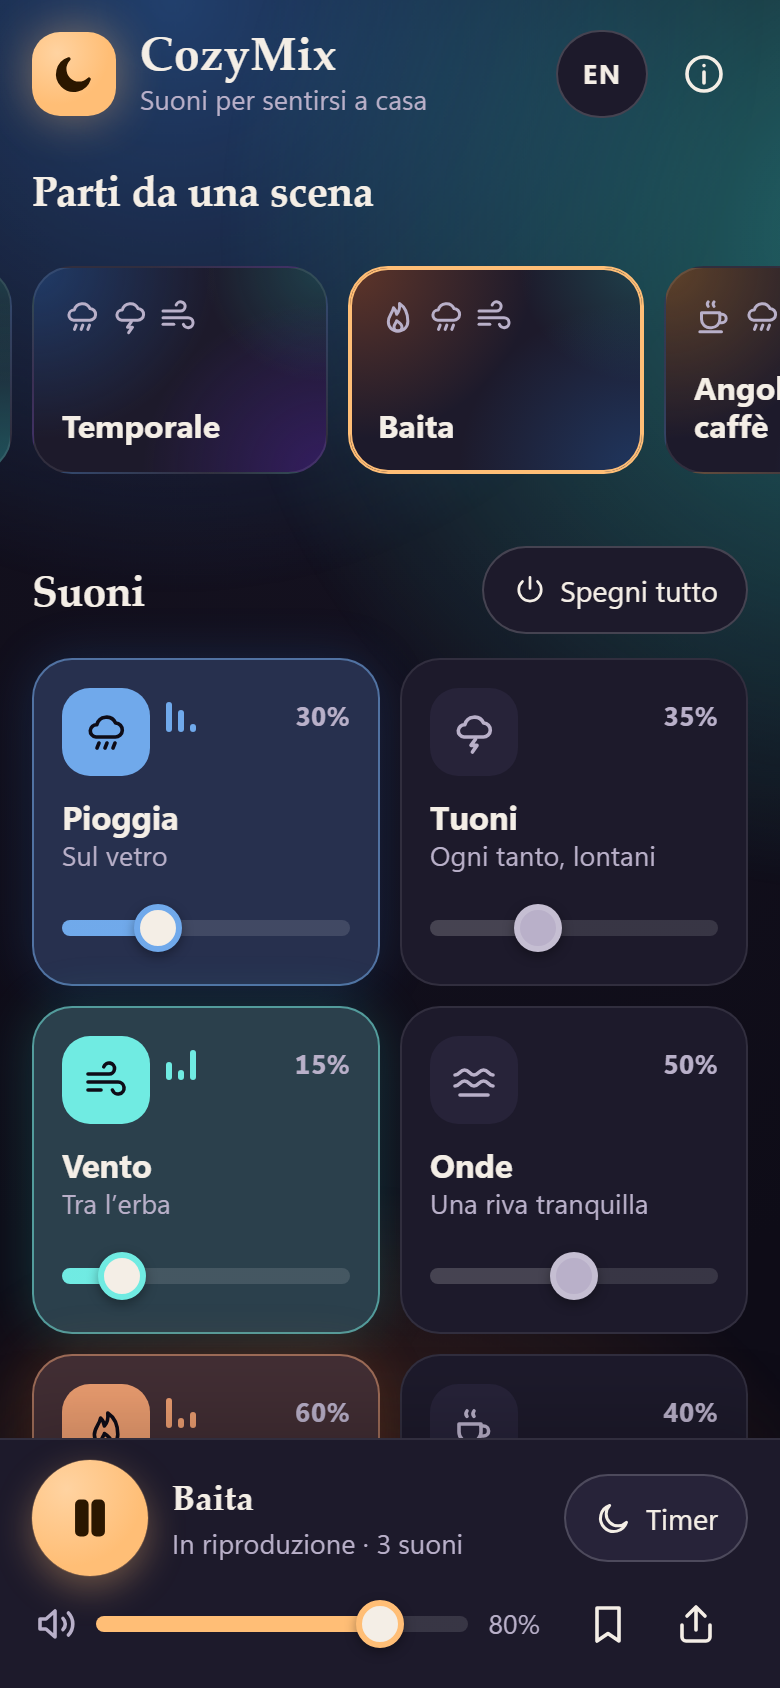 CozyMix
Suoni per sentirsi a casa
EN
Parti da una scena
Temporale
Baita
caffè
Suoni
Spegni tutto
30%
Pioggia
Sul vetro
35%
Tuoni
Ogni tanto, lontani
15%
Vento
Tra l'erba
50%
Onde
Una riva tranquilla
60%
40%
Baita
In riproduzione · 3 suoni
Timer
80%